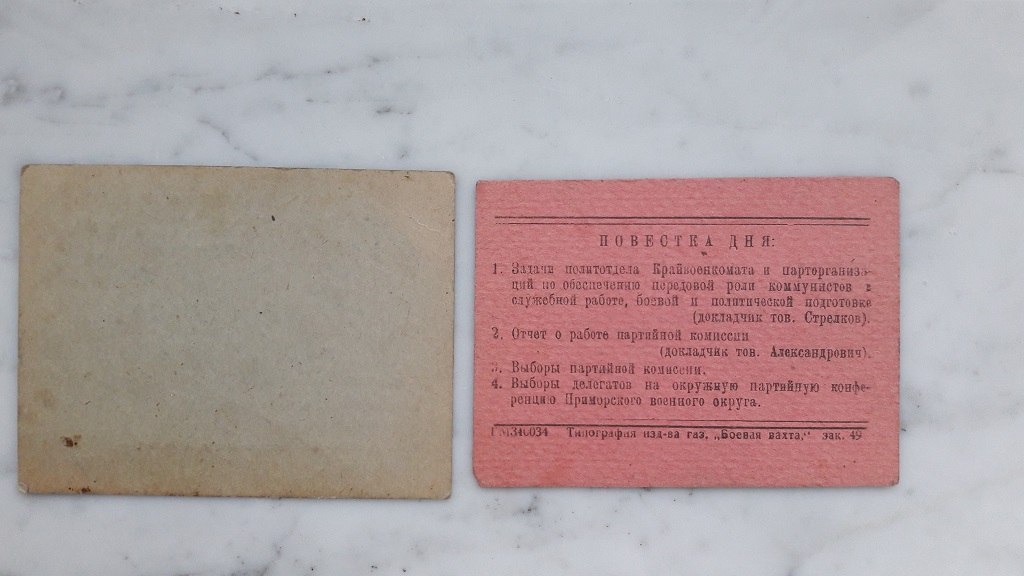 ПОВЕСТКА ДНЯ:
1. Задачи политотдела Крайвоенкомата и парторганиза-
ций по обеспечению передовой роли коммунистов в
служебной работе, боевой и политической подготовке
(докладчик тов. Стрелков).
2. Отчет о работе партийной комиссии
(докладчик тов. Александрович).
3. Выборы партийной комиссии.
4. Выборы делегатов на окружную партийную конфе-
ренцию Приморского военного округа.
Типография изд-ва газ. „Боевая вахта," зак. 49